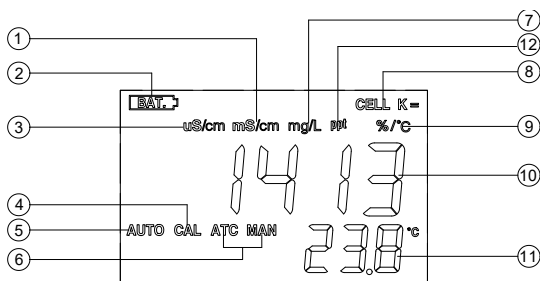 7
1
12
2
8
BAT.
CELL K=
3
uS/cm mS/cm mg/L ppt
%/°C
9
1413
10
4
5
AUTO CAL ATC MAN
°C
23.8
6
11